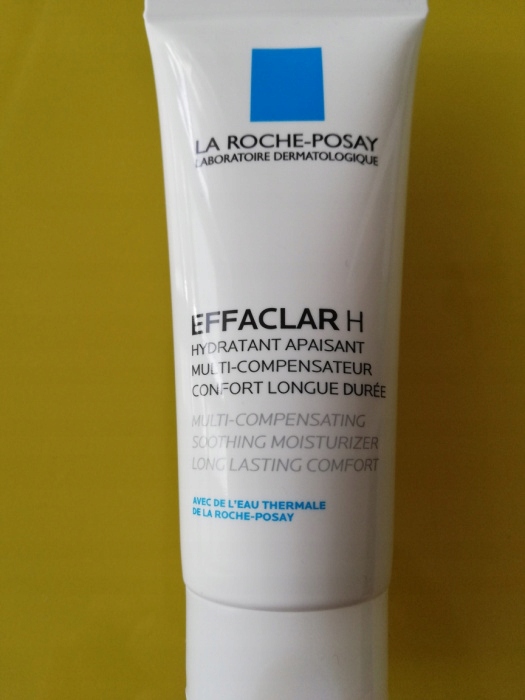 LA ROCHE-POSAY
LABORATOIRE DERMATOLOGIQUE
EFFACLAR H
HYDRATANT APAISANT
MULTI-COMPENSATEUR
CONFORT LONGUE DURÉE
MULTI-COMPENSATING
SOOTHING MOISTURIZER
LONG LASTING COMFORT
AVEC DE L'EAU THERMALE
DE LA ROCHE-POSAY